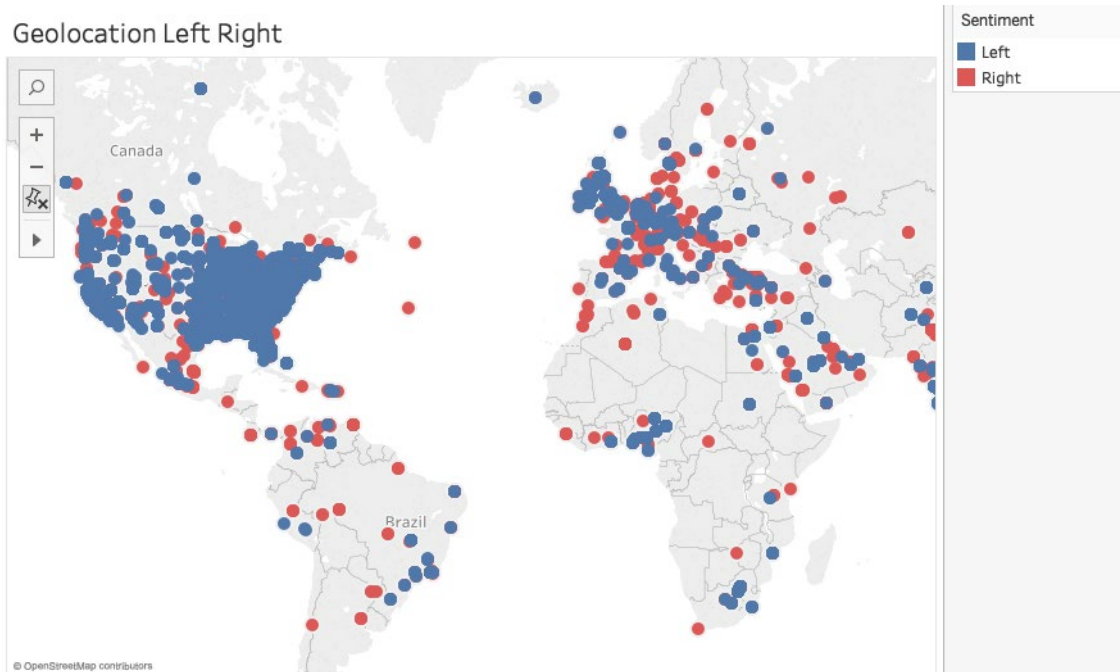 Geolocation Left Right
Sentiment
Left
Right
Canada
Brazil
© OpenStreetMap contributors